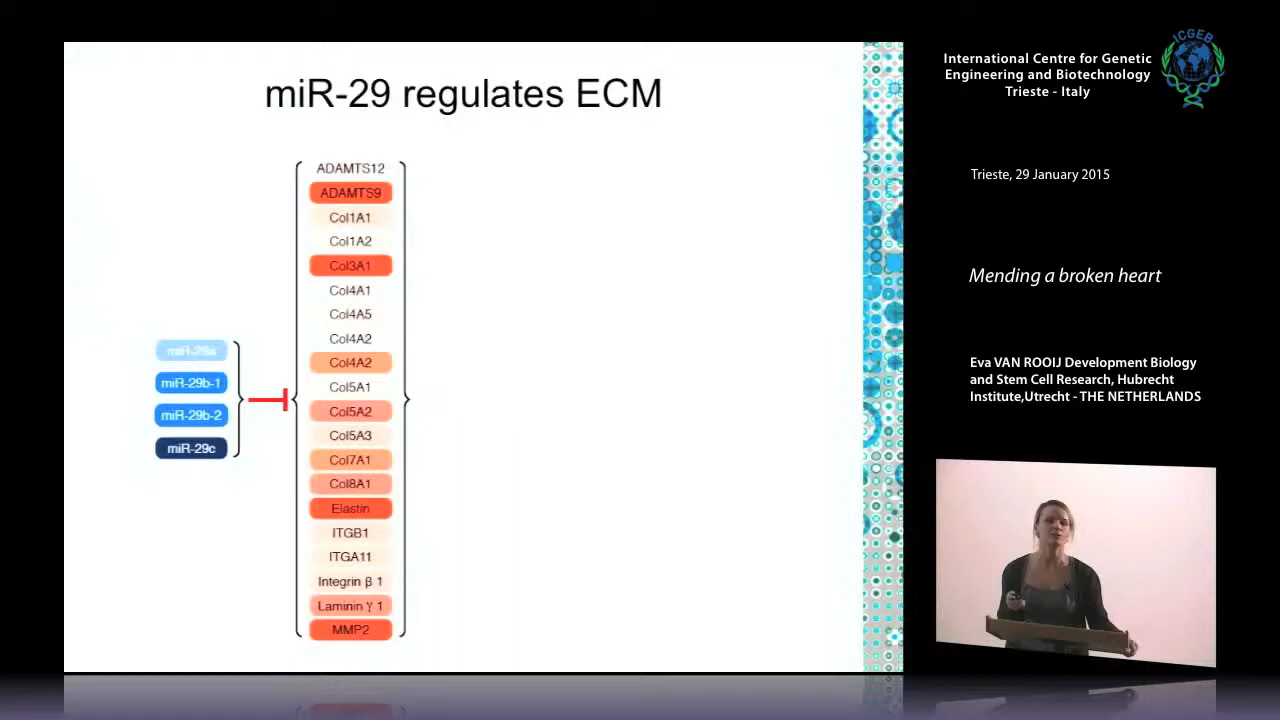 miR-29 regulates ECM
ADAMTS12
ADAMTS9
Col1A1
Col1A2
Col3A1
Col4A1
Col4A5
Col4A2
Col4A2
Col5A1
Col5A2
Col5A3
Col7A1
Col8A1
Elastin
ITGB1
ITGA11
Integrin β 1
Laminin γ 1
MMP2
miR-29a
miR-29b-1
miR-29b-2
miR-29c
International Centre for Genetic
Engineering and Biotechnology
Trieste - Italy
ICGEB
Trieste, 29 January 2015
Mending a broken heart
Eva VAN ROOIJ Development Biology
and Stem Cell Research, Hubrecht
Institute,Utrecht - THE NETHERLANDS